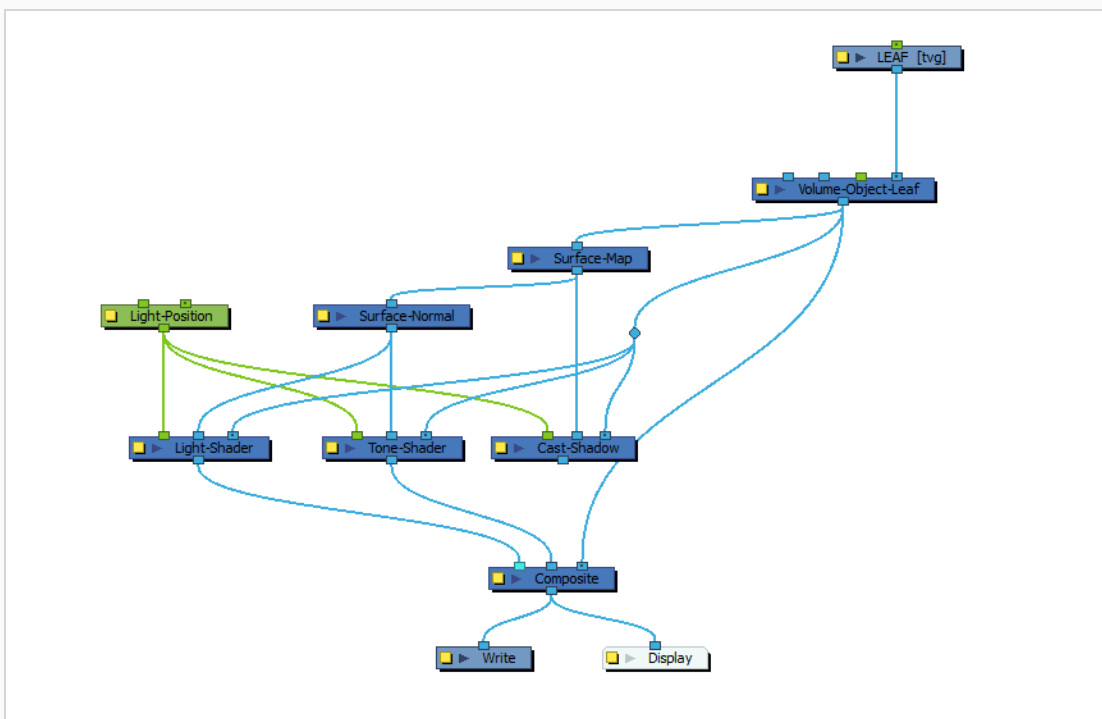 LEAF [tvg]
Volume-Object-Leaf
Surface-Map
Light-Position
Surface-Normal
Light-Shader
Tone-Shader
Cast-Shadow
Composite
Write
Display